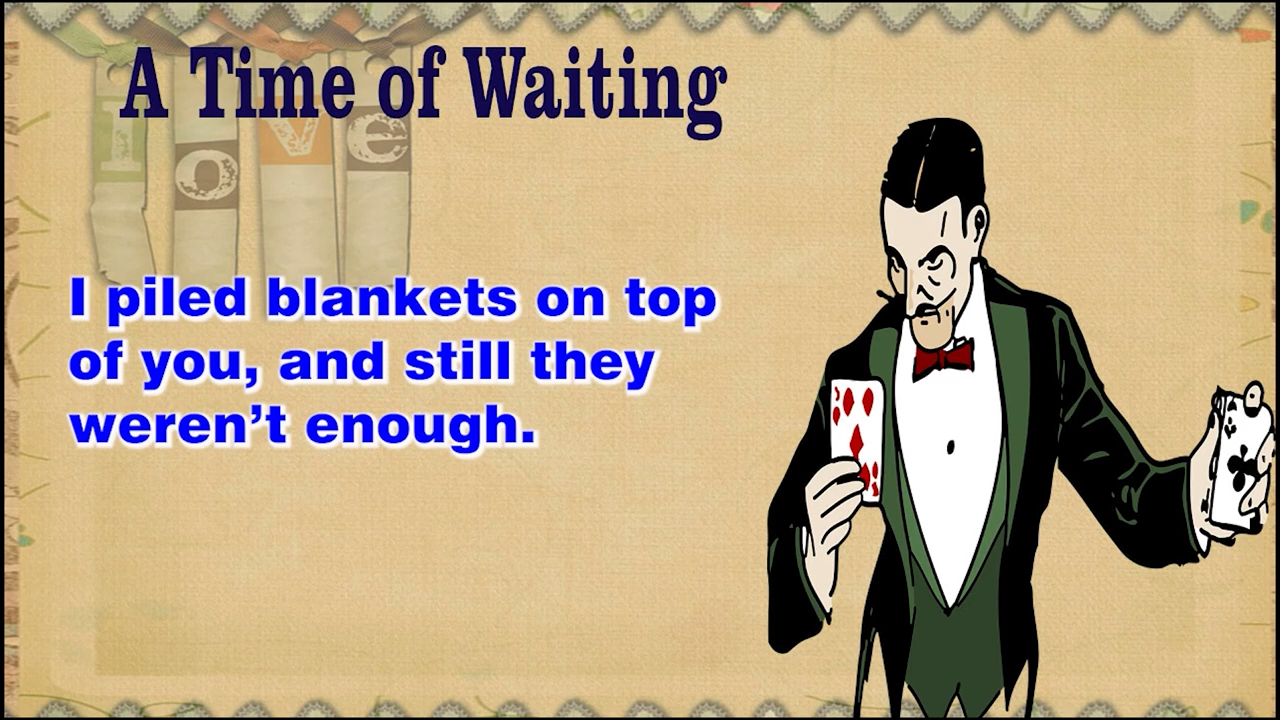 A Time of Waiting
love
I piled blankets on top
of you, and still they
weren’t enough.